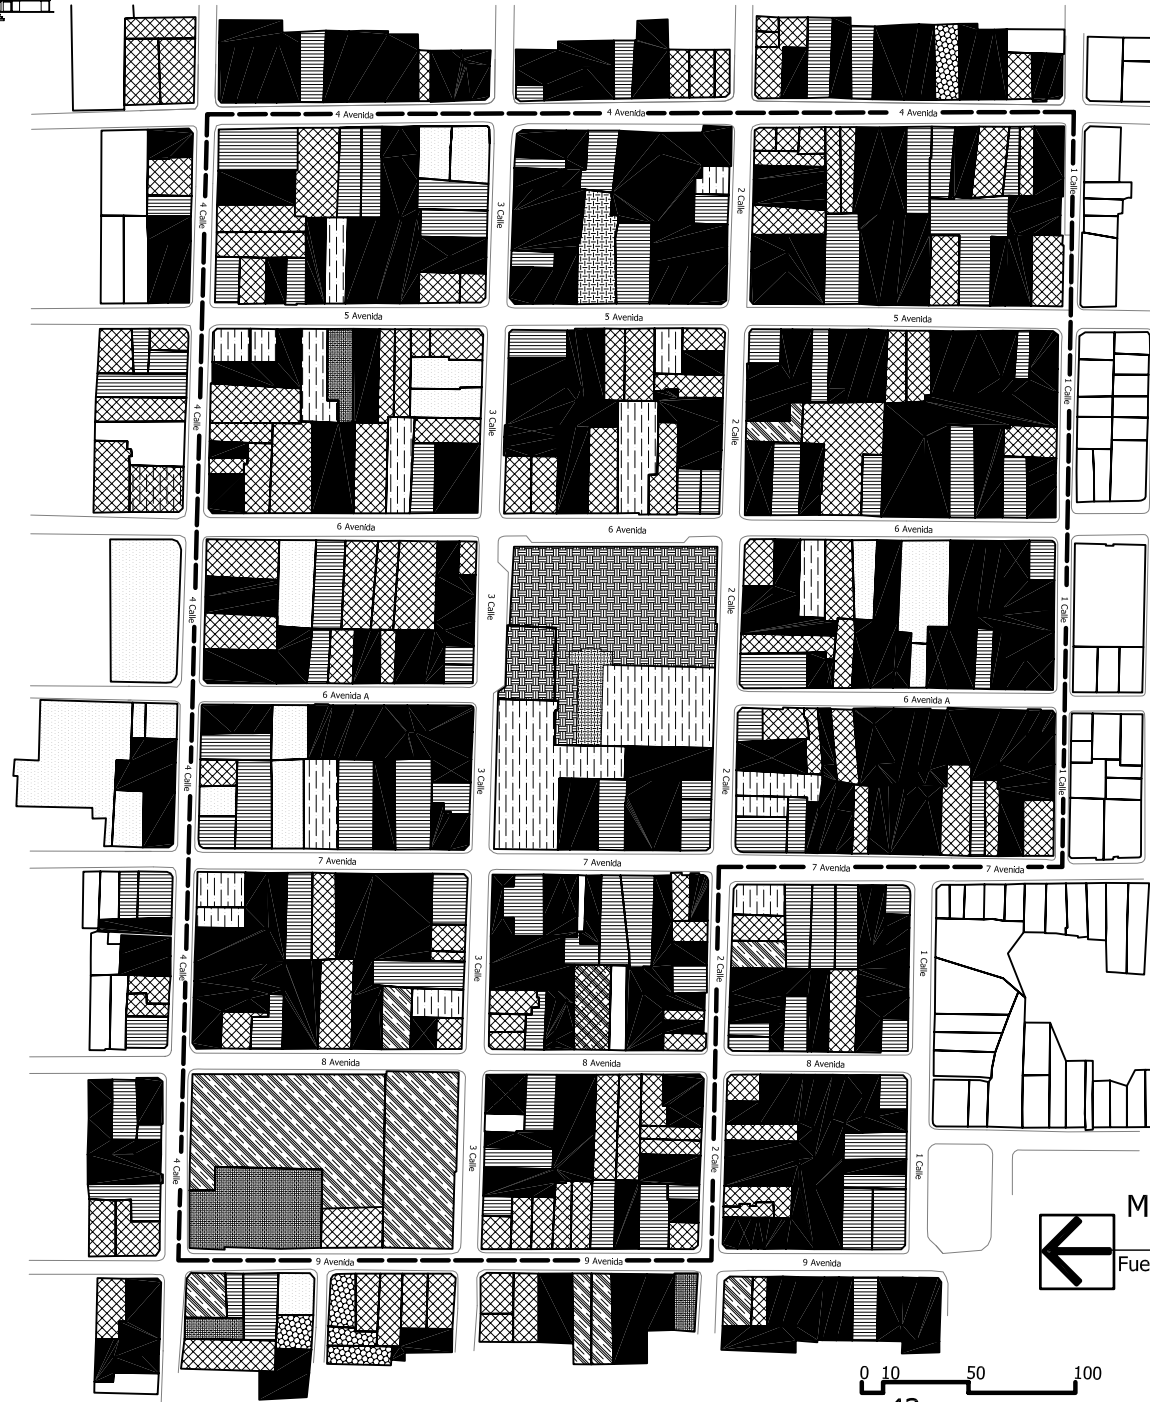 4 Avenida 4 Avenida 4 Avenida
4 Calle 3 Calle 2 Calle 1 Calle
5 Avenida 5 Avenida 5 Avenida
4 Calle 3 Calle 2 Calle 1 Calle
6 Avenida 6 Avenida 6 Avenida
4 Calle 3 Calle 2 Calle 1 Calle
6 Avenida A 6 Avenida A
4 Calle 3 Calle 2 Calle 1 Calle
7 Avenida 7 Avenida 7 Avenida 7 Avenida
4 Calle 3 Calle 2 Calle 1 Calle
8 Avenida 8 Avenida 8 Avenida
4 Calle 3 Calle 2 Calle 1 Calle
M
9 Avenida 9 Avenida 9 Avenida
Fue
0 10 50 100